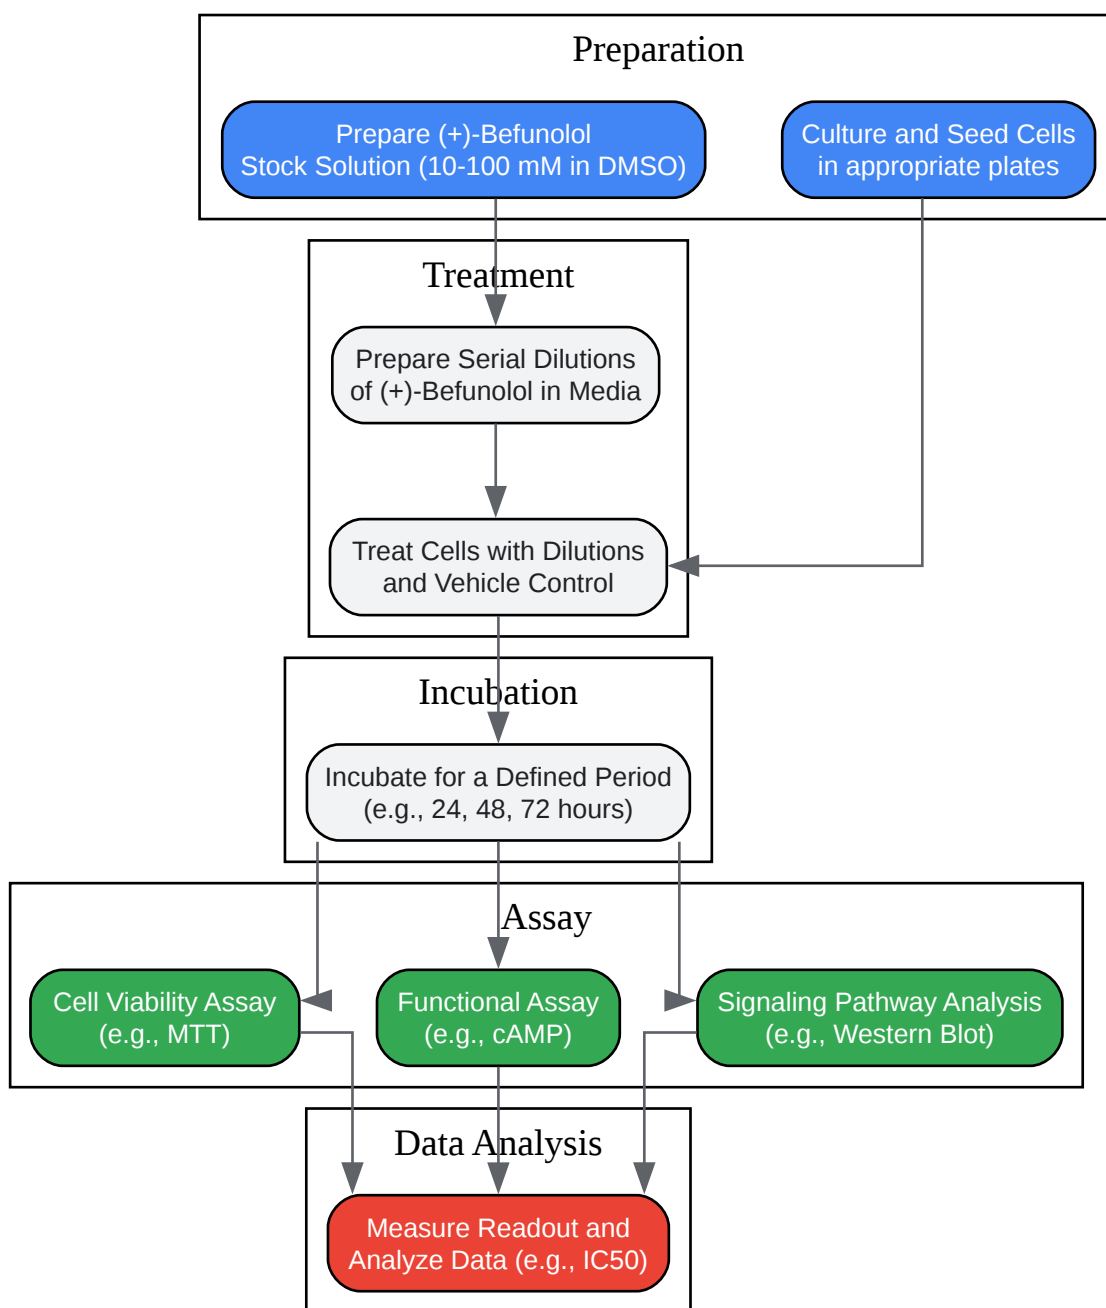 Preparation
Prepare (+)-Befunolol
Stock Solution (10-100 mM in DMSO)
Culture and Seed Cells
in appropriate plates
Treatment
Prepare Serial Dilutions
of (+)-Befunolol in Media
Treat Cells with Dilutions
and Vehicle Control
Incubation
Incubate for a Defined Period
(e.g., 24, 48, 72 hours)
Assay
Cell Viability Assay
(e.g., MTT)
Functional Assay
(e.g., cAMP)
Signaling Pathway Analysis
(e.g., Western Blot)
Data Analysis
Measure Readout and
Analyze Data (e.g., IC50)